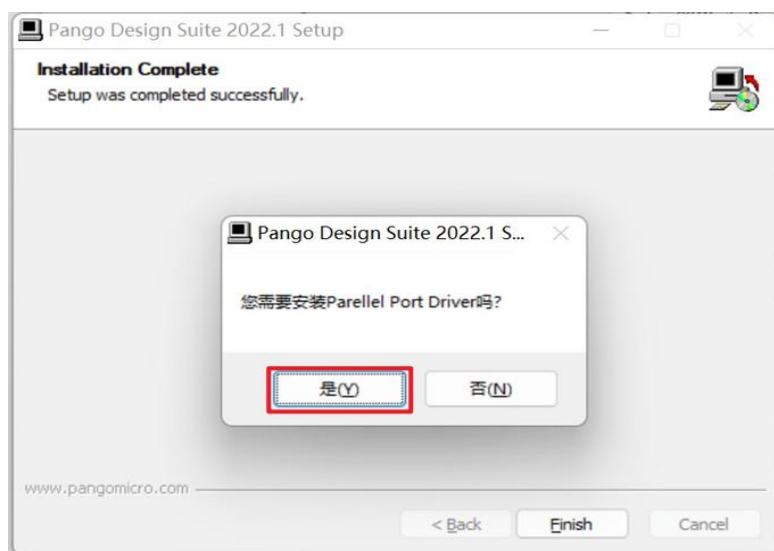 Pango Design Suite 2022.1 Setup
Installation Complete
Setup was completed successfully.
Pango Design Suite 2022.1 S...
您需要安装Parellel Port Driver吗?
是(Y)
否(N)
www.pangomicro.com
< Back
Finish
Cancel